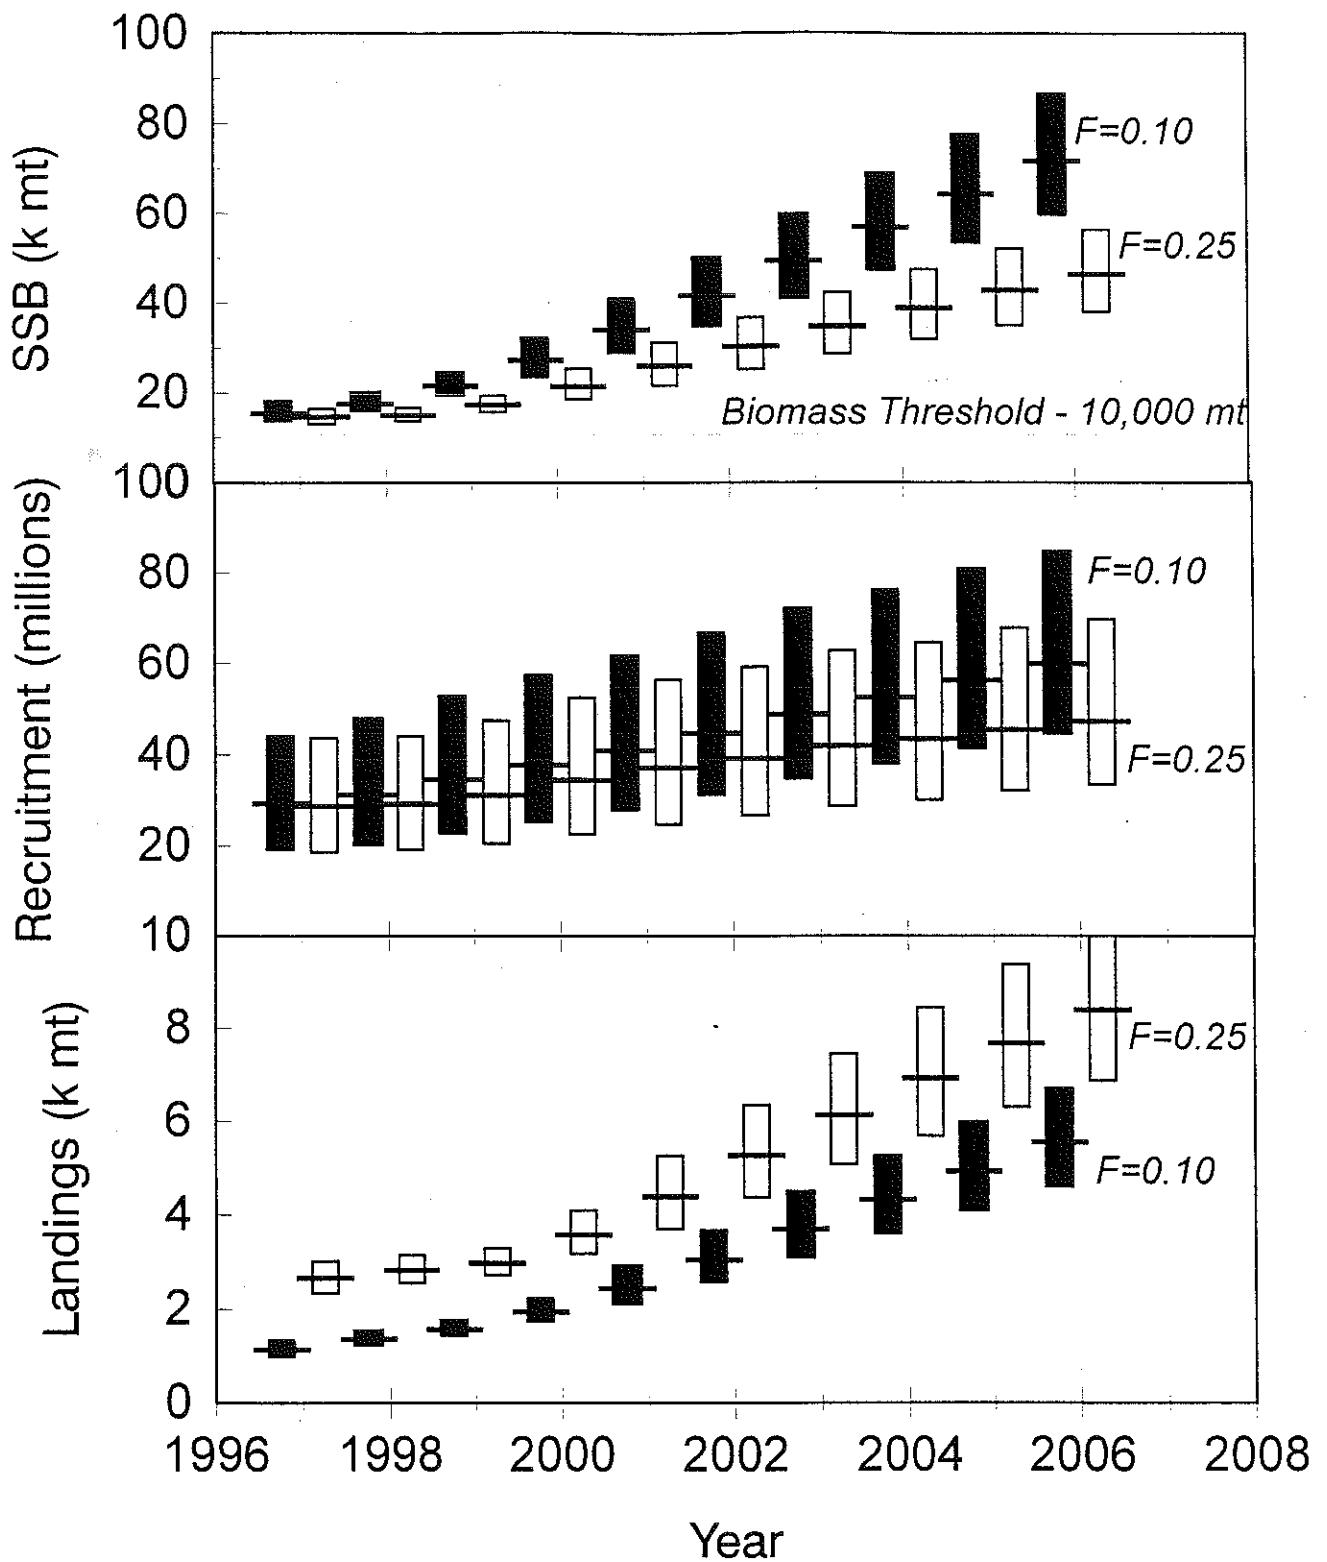 100
80
60
40
20
SSB (k mt)
F=0.10
F=0.25
Biomass Threshold - 10,000 mt
100
80
60
40
20
Recruitment (millions)
F=0.10
F=0.25
10
8
6
4
2
0
Landings (k mt)
F=0.25
F=0.10
1996 1998 2000 2002 2004 2006 2008
Year